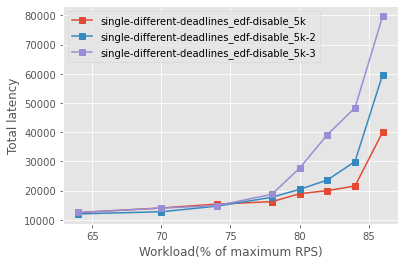 single-different-deadlines_edf-disable_5k
single-different-deadlines_edf-disable_5k-2
single-different-deadlines_edf-disable_5k-3
80000
70000
60000
50000
40000
30000
20000
10000
Total latency
65
70
75
80
85
Workload(% of maximum RPS)